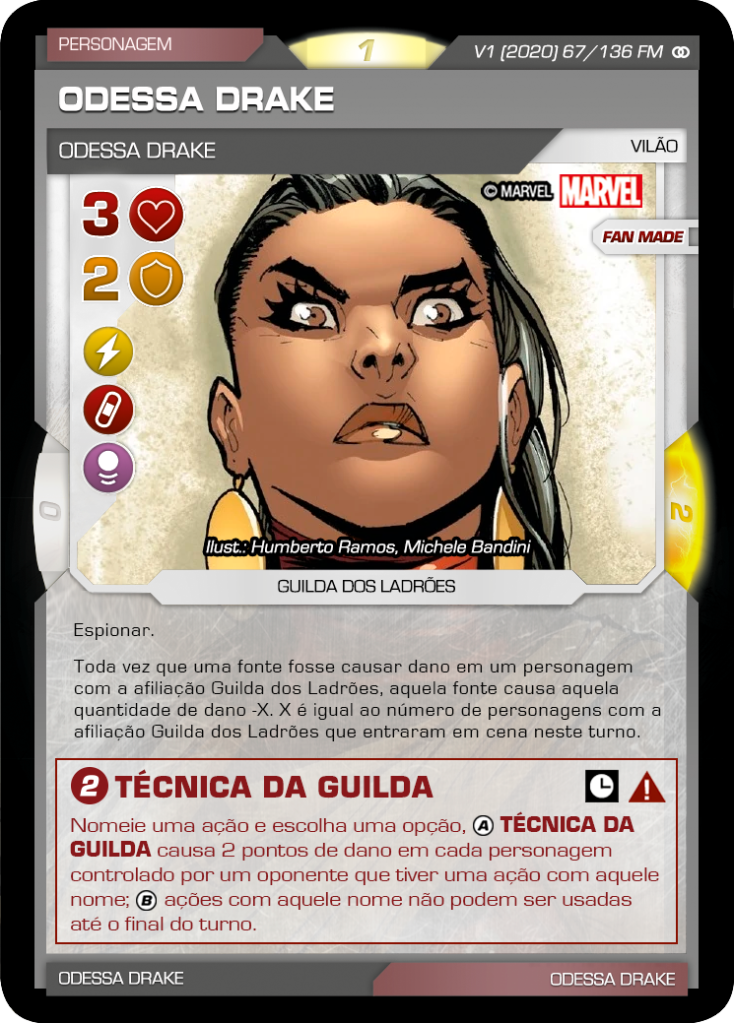 PERSONAGEM
1
V1 (2020) 67/136 FM
ODESSA DRAKE
ODESSA DRAKE
VILÃO
© MARVEL MARVEL
3
FAN MADE
2
0
2
Ilust.: Humberto Ramos, Michele Bandini
GUILDA DOS LADRÕES
Espionar.
Toda vez que uma fonte fosse causar dano em um personagem
com a afiliação Guilda dos Ladrões, aquela fonte causa aquela
quantidade de dano -X. X é igual ao número de personagens com a
afiliação Guilda dos Ladrões que entraram em cena neste turno.
2 TÉCNICA DA GUILDA
Nomeie uma ação e escolha uma opção, A TÉCNICA DA
GUILDA causa 2 pontos de dano em cada personagem
controlado por um oponente que tiver uma ação com aquele
nome; B ações com aquele nome não podem ser usadas
até o final do turno.
ODESSA DRAKE
ODESSA DRAKE